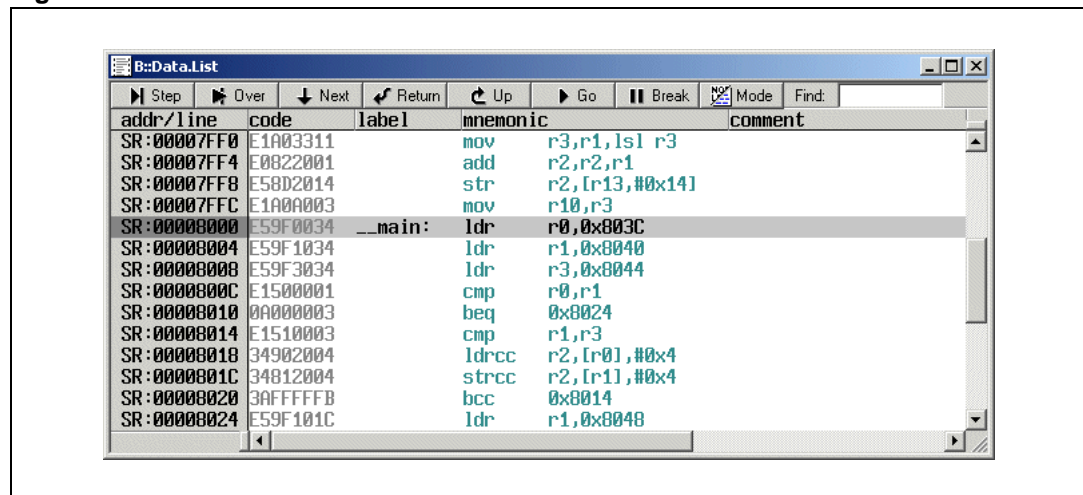 B::Data.List
Step Over Next Return Up Go Break Mode Find:
addr/line code label mnemonic comment
SR:00007FF0 E1A03311 mov r3,r1,lsl r3
SR:00007FF4 E0822001 add r2,r2,r1
SR:00007FF8 E58D2014 str r2,[r13,#0x14]
SR:00007FFC E1A0A003 mov r10,r3
SR:00008000 E59F0034 __main: ldr r0,0x803C
SR:00008004 E59F1034 ldr r1,0x8040
SR:00008008 E59F3034 ldr r3,0x8044
SR:0000800C E1500001 cmp r0,r1
SR:00008010 0A000003 beq 0x8024
SR:00008014 E1510003 cmp r1,r3
SR:00008018 34902004 ldrcc r2,[r0],#0x4
SR:0000801C 34812004 strcc r2,[r1],#0x4
SR:00008020 3AFFFFFB bcc 0x8014
SR:00008024 E59F101C ldr r1,0x8048